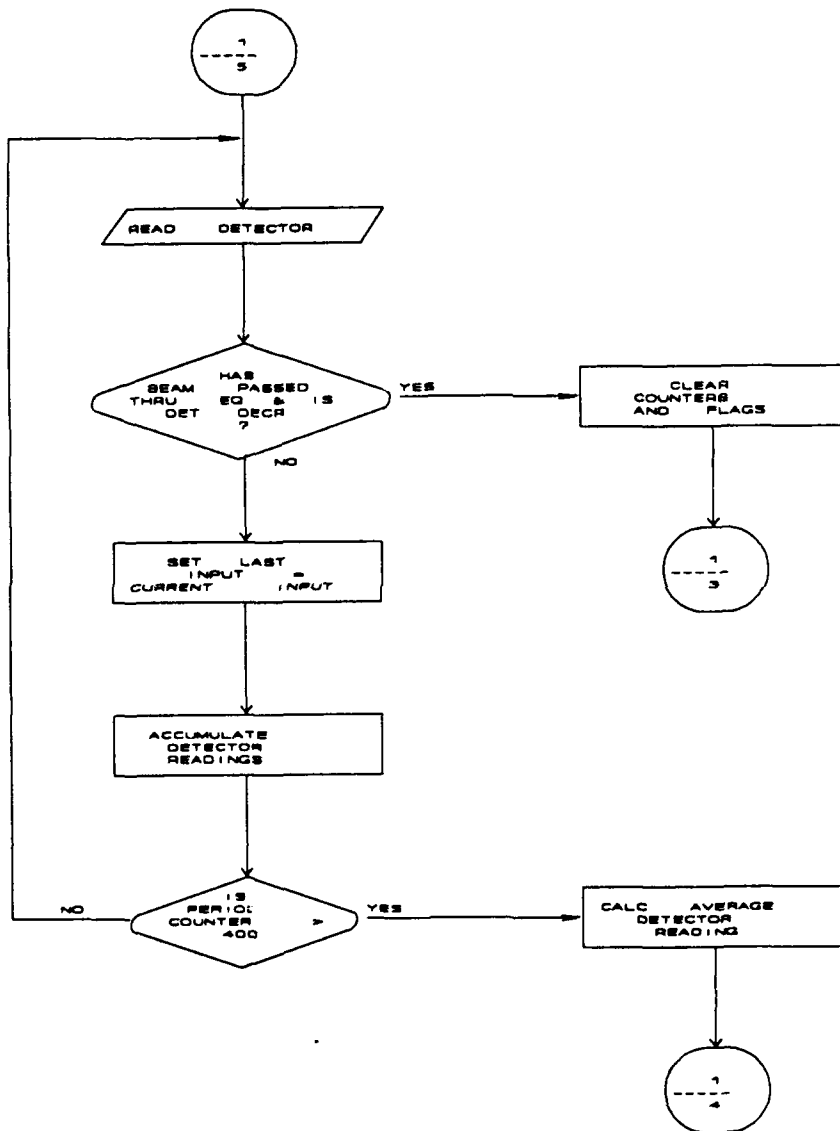 1
5
READ DETECTOR
HAS
BEAM PASSED
THRU EQ & IS
DET DECR
?
YES
CLEAR
COUNTERS
AND FLAGS
NO
1
3
SET LAST
INPUT =
CURRENT INPUT
ACCUMULATE
DETECTOR
READINGS
NO
IS
PERIOD
COUNTER >
400
YES
CALC AVERAGE
DETECTOR
READING
1
4